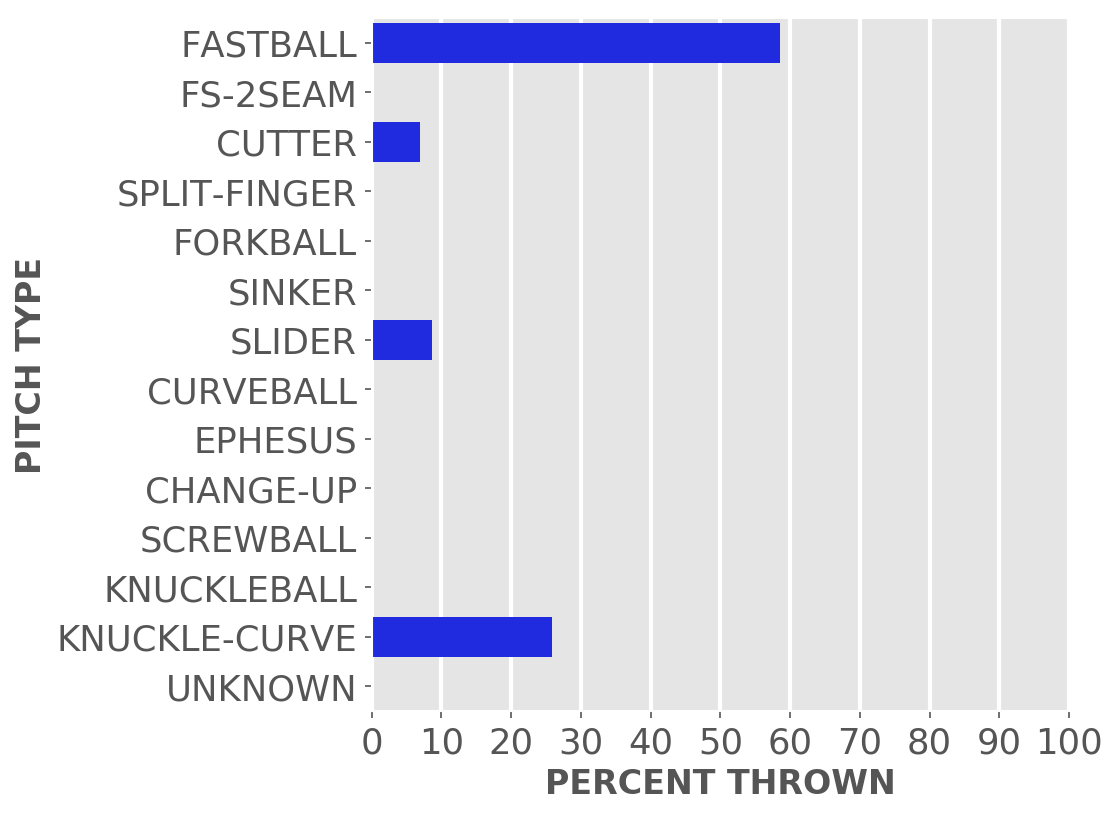 FASTBALL
FS-2SEAM
CUTTER
SPLIT-FINGER
FORKBALL
SINKER
SLIDER
CURVEBALL
EPHESUS
CHANGE-UP
SCREWBALL
KNUCKLEBALL
KNUCKLE-CURVE
UNKNOWN
PITCH TYPE
0 10 20 30 40 50 60 70 80 90 100
PERCENT THROWN